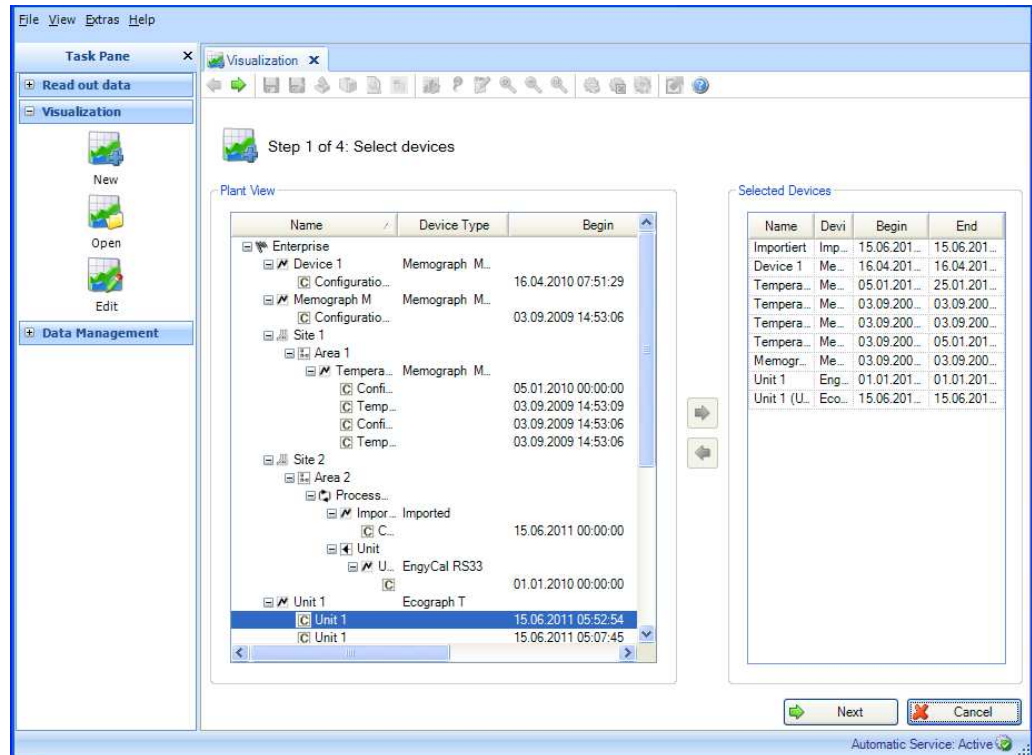 File View Extras Help
Task Pane
Read out data
Visualization
New
Open
Edit
Data Management
Visualization
Step 1 of 4: Select devices
Plant View
Name Device Type Begin
Enterprise
Device 1 Memograph M...
Configuratio... 16.04.2010 07:51:29
Memograph M Memograph M...
Configuratio... 03.09.2009 14:53:06
Site 1
Area 1
Tempera... Memograph M...
Confi... 05.01.2010 00:00:00
Temp... 03.09.2009 14:53:09
Confi... 03.09.2009 14:53:06
Temp... 03.09.2009 14:53:06
Site 2
Area 2
Process...
Impor... Imported
C... 15.06.2011 00:00:00
Unit
U... EngyCal RS33
01.01.2010 00:00:00
Unit 1 Ecograph T
Unit 1 15.06.2011 05:52:54
Unit 1 15.06.2011 05:07:45
Selected Devices
Name Devi Begin End
Importiert Imp... 15.06.201... 15.06.201...
Device 1 Me... 16.04.201... 16.04.201...
Tempera... Me... 05.01.201... 25.01.201...
Tempera... Me... 03.09.200... 03.09.200...
Tempera... Me... 03.09.200... 03.09.200...
Tempera... Me... 03.09.200... 05.01.201...
Memogr... Me... 03.09.200... 03.09.200...
Unit 1 Eng... 01.01.201... 01.01.201...
Unit 1 (U... Eco... 15.06.201... 15.06.201...
Next Cancel
Automatic Service: Active